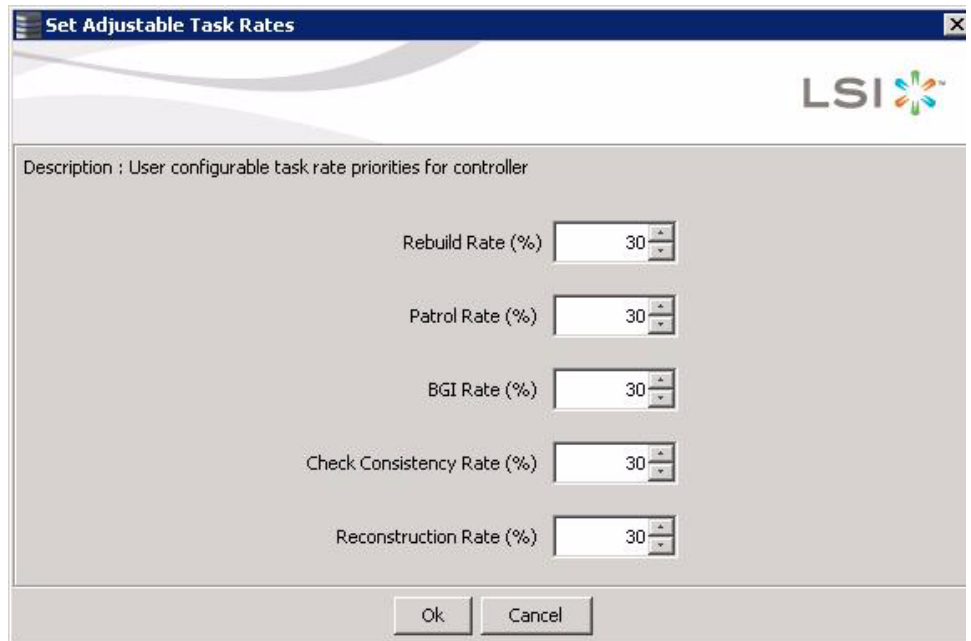 Set Adjustable Task Rates
LSI™
Description : User configurable task rate priorities for controller
Rebuild Rate (%) 30
Patrol Rate (%) 30
BGI Rate (%) 30
Check Consistency Rate (%) 30
Reconstruction Rate (%) 30
Ok Cancel